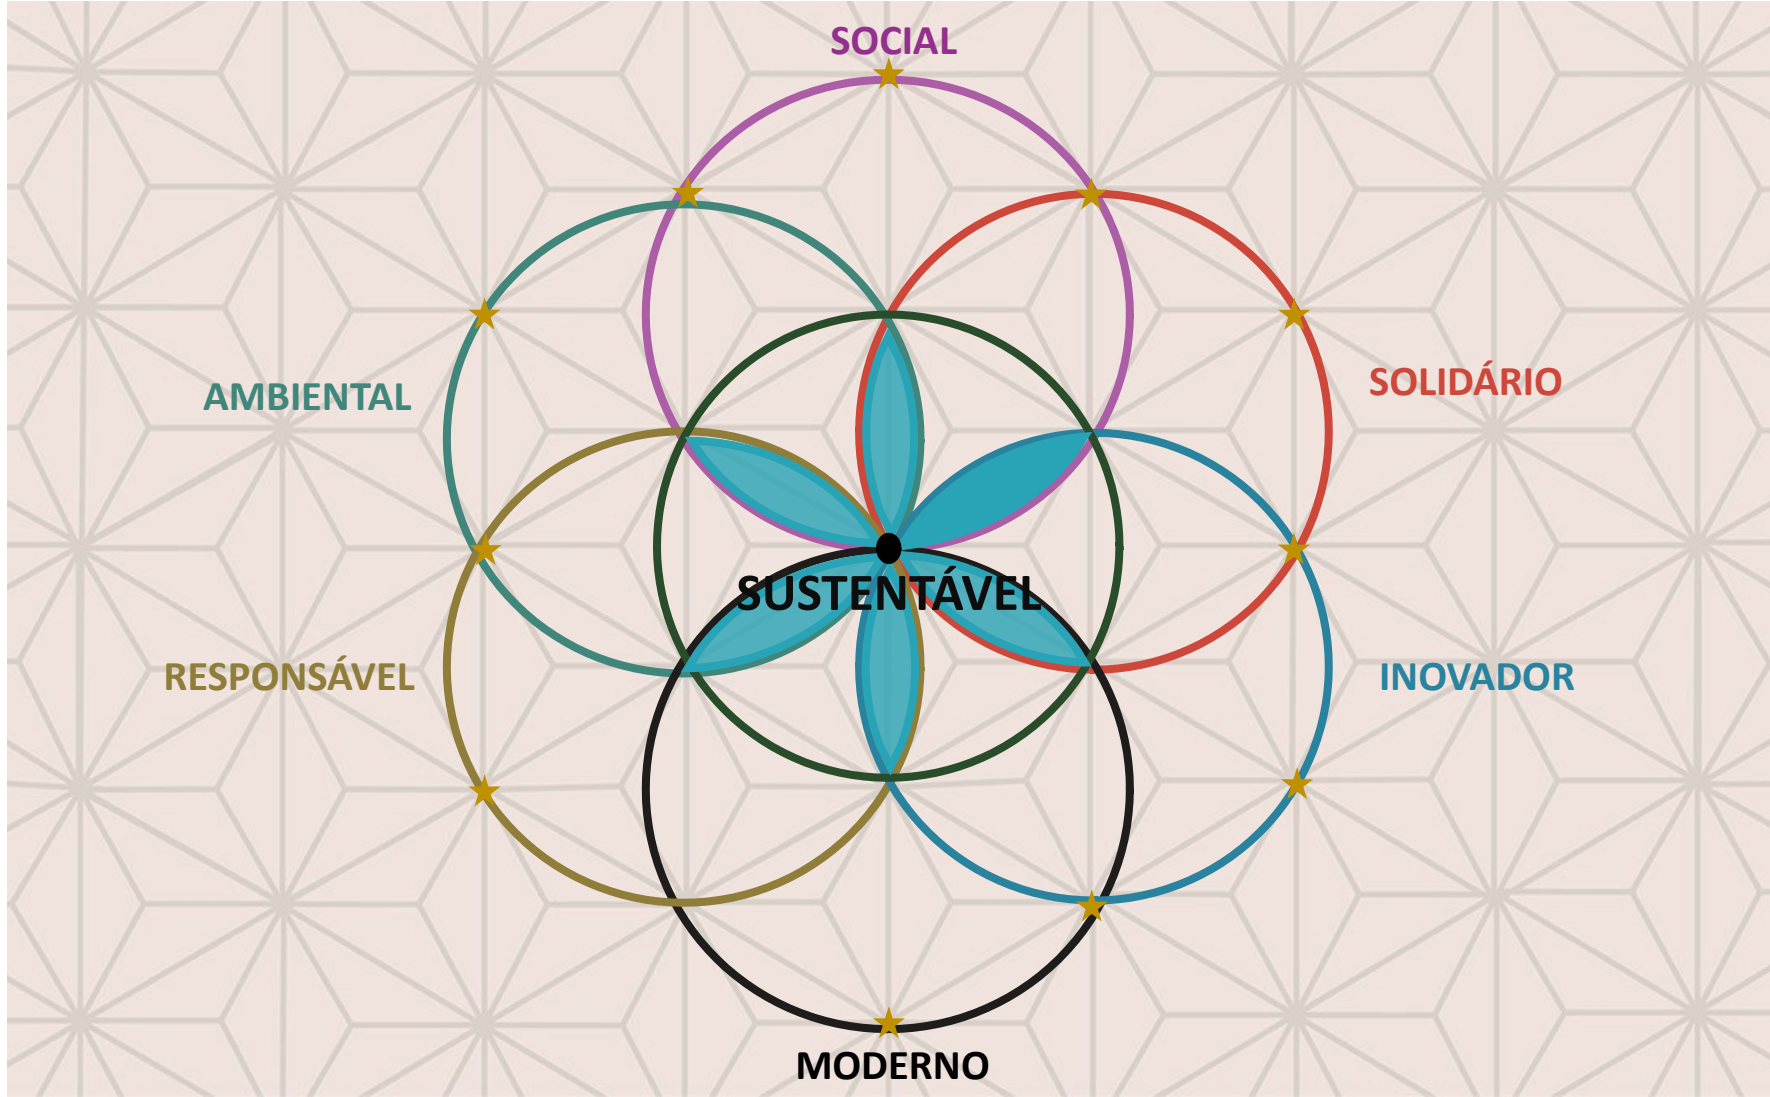 SOCIAL
AMBIENTAL
SOLIDÁRIO
SUSTENTÁVEL
RESPONSÁVEL
INOVADOR
MODERNO